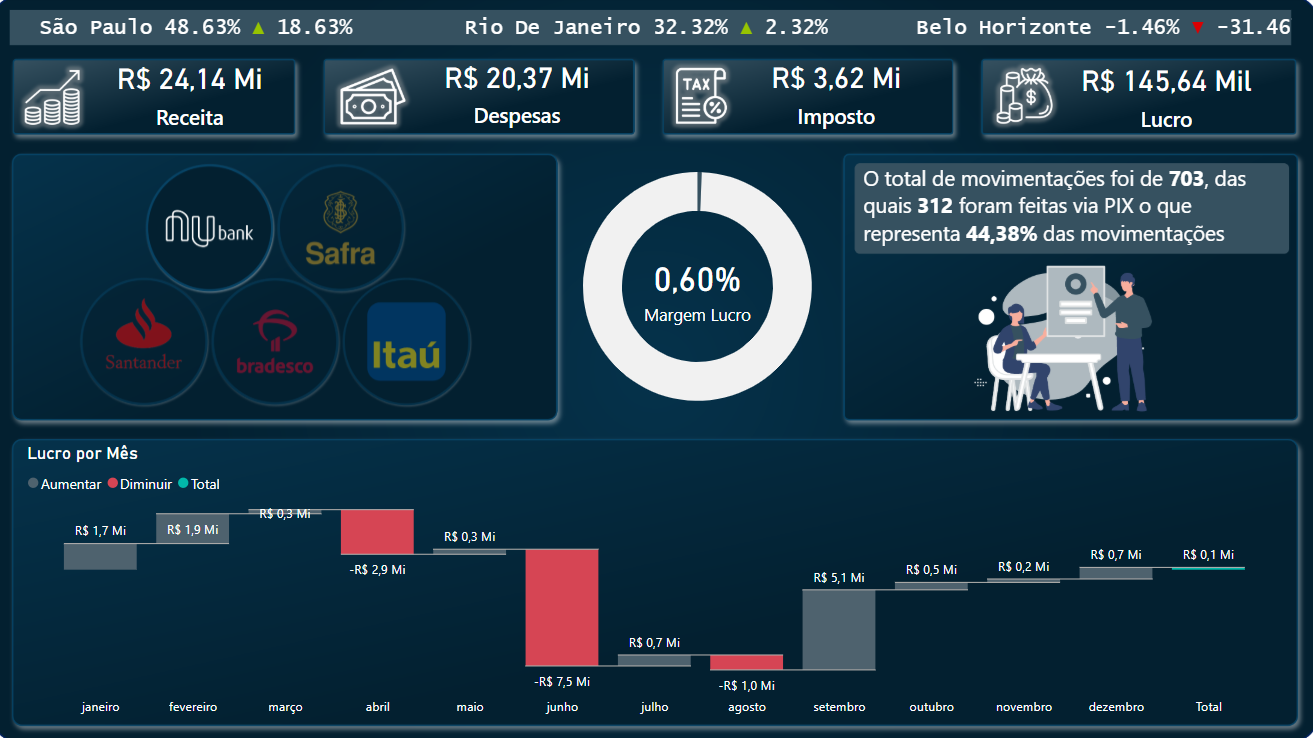 São Paulo 48.63% ▲ 18.63% Rio De Janeiro 32.32% ▲ 2.32% Belo Horizonte -1.46% ▼ -31.46
R$ 24,14 Mi
Receita
R$ 20,37 Mi
Despesas
R$ 3,62 Mi
Imposto
TAX
%
R$ 145,64 Mil
Lucro
$
nu bank
Safra
Santander
bradesco
Itaú
0,60%
Margem Lucro
O total de movimentações foi de 703, das
quais 312 foram feitas via PIX o que
representa 44,38% das movimentações
Lucro por Mês
Aumentar Diminuir Total
R$ 1,7 Mi
R$ 1,9 Mi
R$ 0,3 Mi
-R$ 2,9 Mi
R$ 0,3 Mi
-R$ 7,5 Mi
R$ 0,7 Mi
-R$ 1,0 Mi
R$ 5,1 Mi
R$ 0,5 Mi
R$ 0,2 Mi
R$ 0,7 Mi
R$ 0,1 Mi
janeiro fevereiro março abril maio junho julho agosto setembro outubro novembro dezembro Total